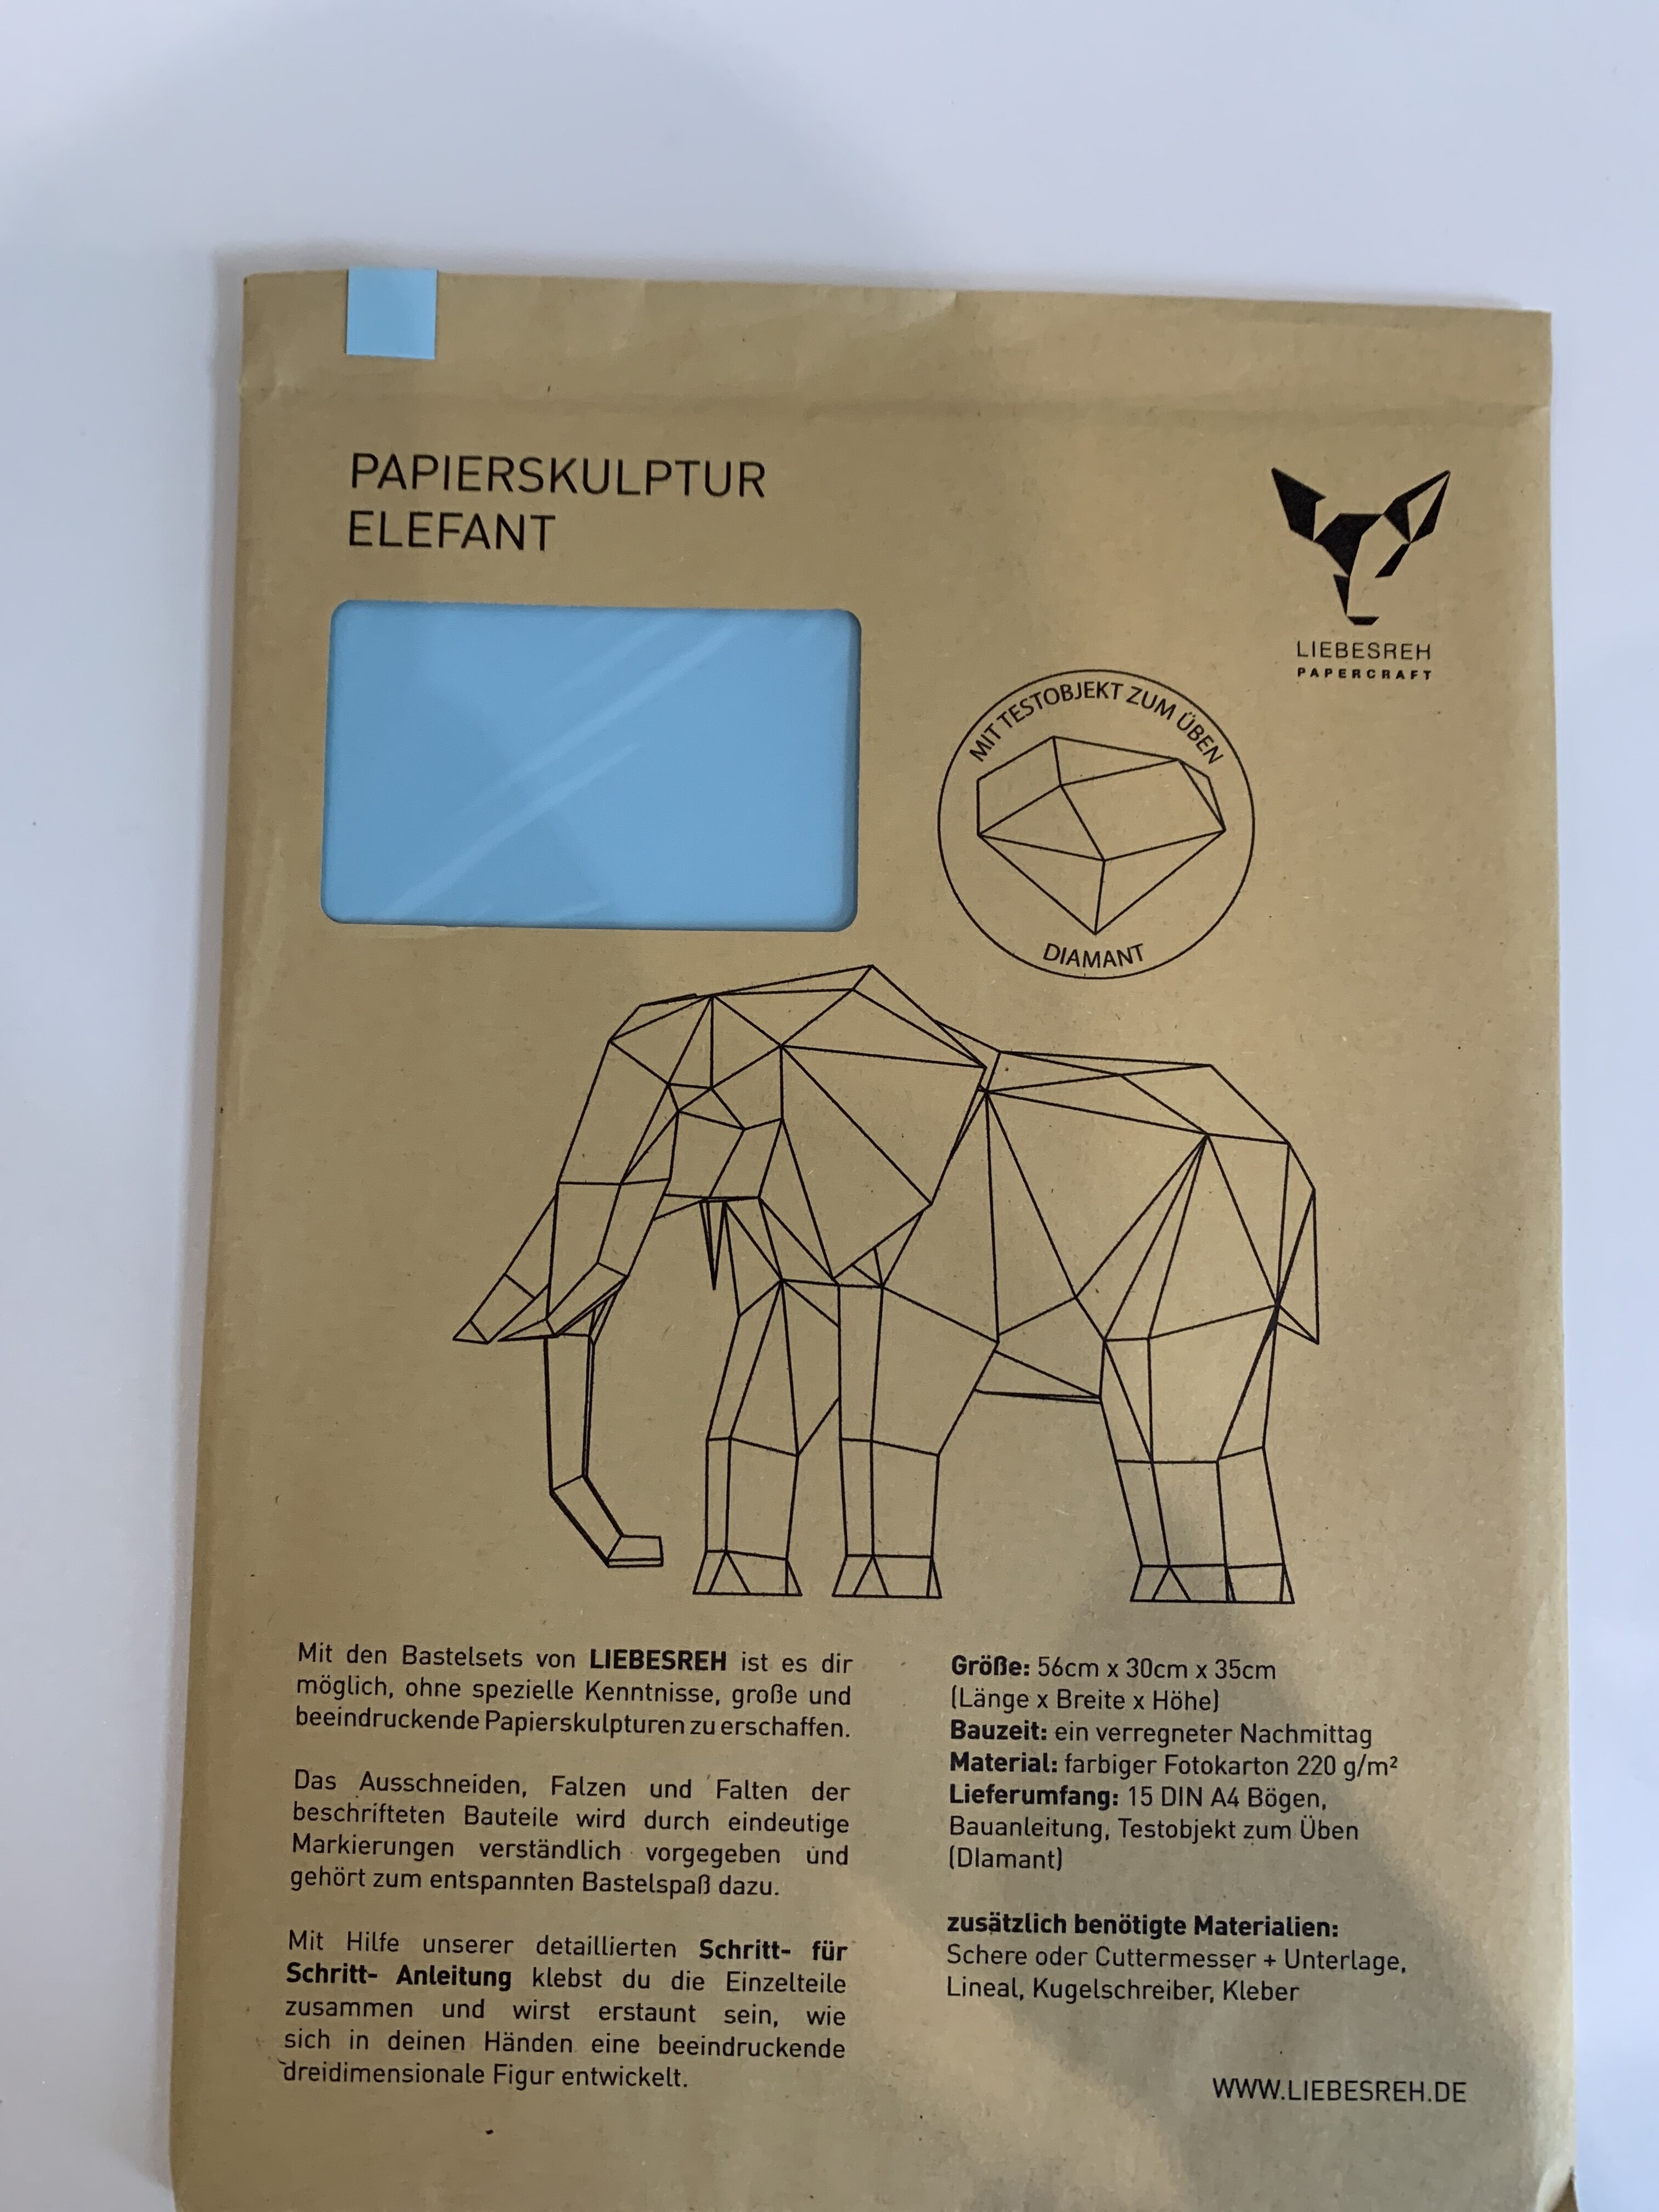 PAPIERSKULPTUR
ELEFANT
LIEBESREH
PAPERCRAFT
MIT TESTOBJEKT ZUM ÜBEN
DIAMANT
Mit den Bastelsets von LIEBESREH ist es dir
möglich, ohne spezielle Kenntnisse, große und
beeindruckende Papierskulpturen zu erschaffen.
Das Ausschneiden, Falzen und Falten der
beschrifteten Bauteile wird durch eindeutige
Markierungen verständlich vorgegeben und
gehört zum entspannten Bastelspaß dazu.
Mit Hilfe unserer detaillierten Schritt- für
Schritt- Anleitung klebst du die Einzelteile
zusammen und wirst erstaunt sein, wie
sich in deinen Händen eine beeindruckende
dreidimensionale Figur entwickelt.
Größe: 56cm x 30cm x 35cm
(Länge x Breite x Höhe)
Bauzeit: ein verregneter Nachmittag
Material: farbiger Fotokarton 220 g/m²
Lieferumfang: 15 DIN A4 Bögen,
Bauanleitung, Testobjekt zum Üben
(DIamant)
zusätzlich benötigte Materialien:
Schere oder Cuttermesser + Unterlage,
Lineal, Kugelschreiber, Kleber
WWW.LIEBESREH.DE